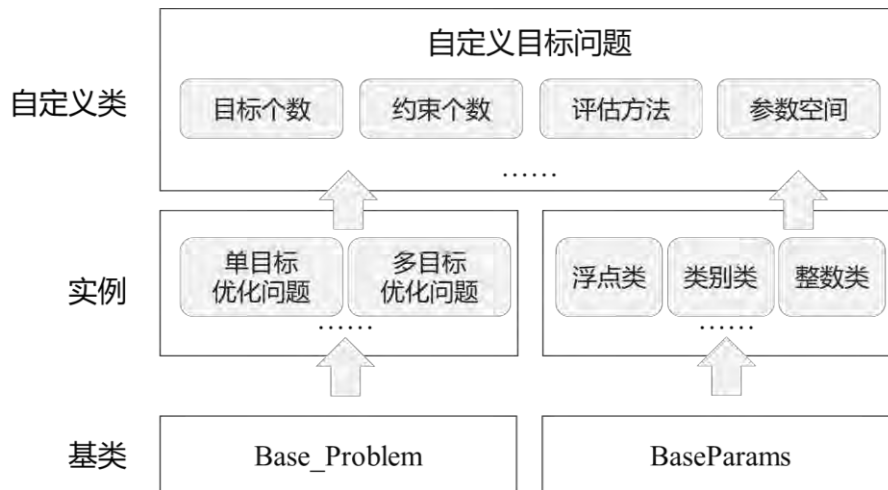 自定义目标问题
自定义类
目标个数
约束个数
评估方法
参数空间
……
实例
单目标
优化问题
多目标
优化问题
……
浮点类
类别类
整数类
……
基类
Base_Problem
BaseParams